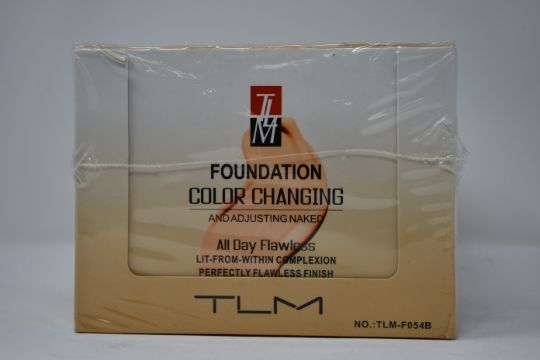 TLM
FOUNDATION
COLOR CHANGING
AND ADJUSTING NAKED
All Day Flawless
LIT-FROM-WITHIN COMPLEXION
PERFECTLY FLAWLESS FINISH
TLM
NO.:TLM-F054B